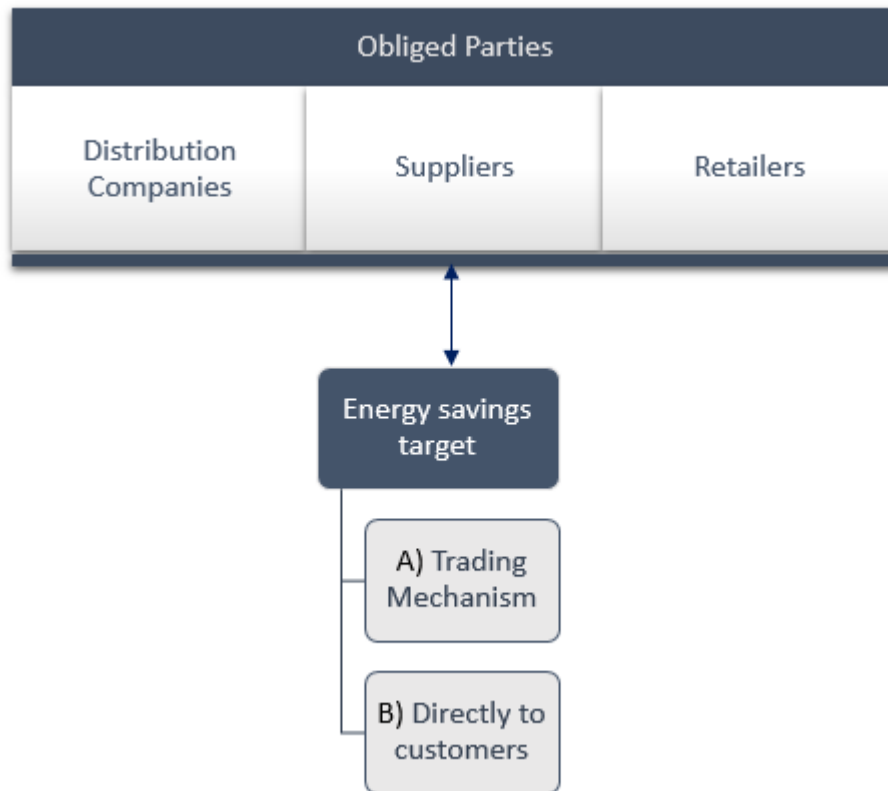 Obliged Parties
Distribution
Companies
Suppliers
Retailers
Energy savings
target
A) Trading
Mechanism
B) Directly to
customers